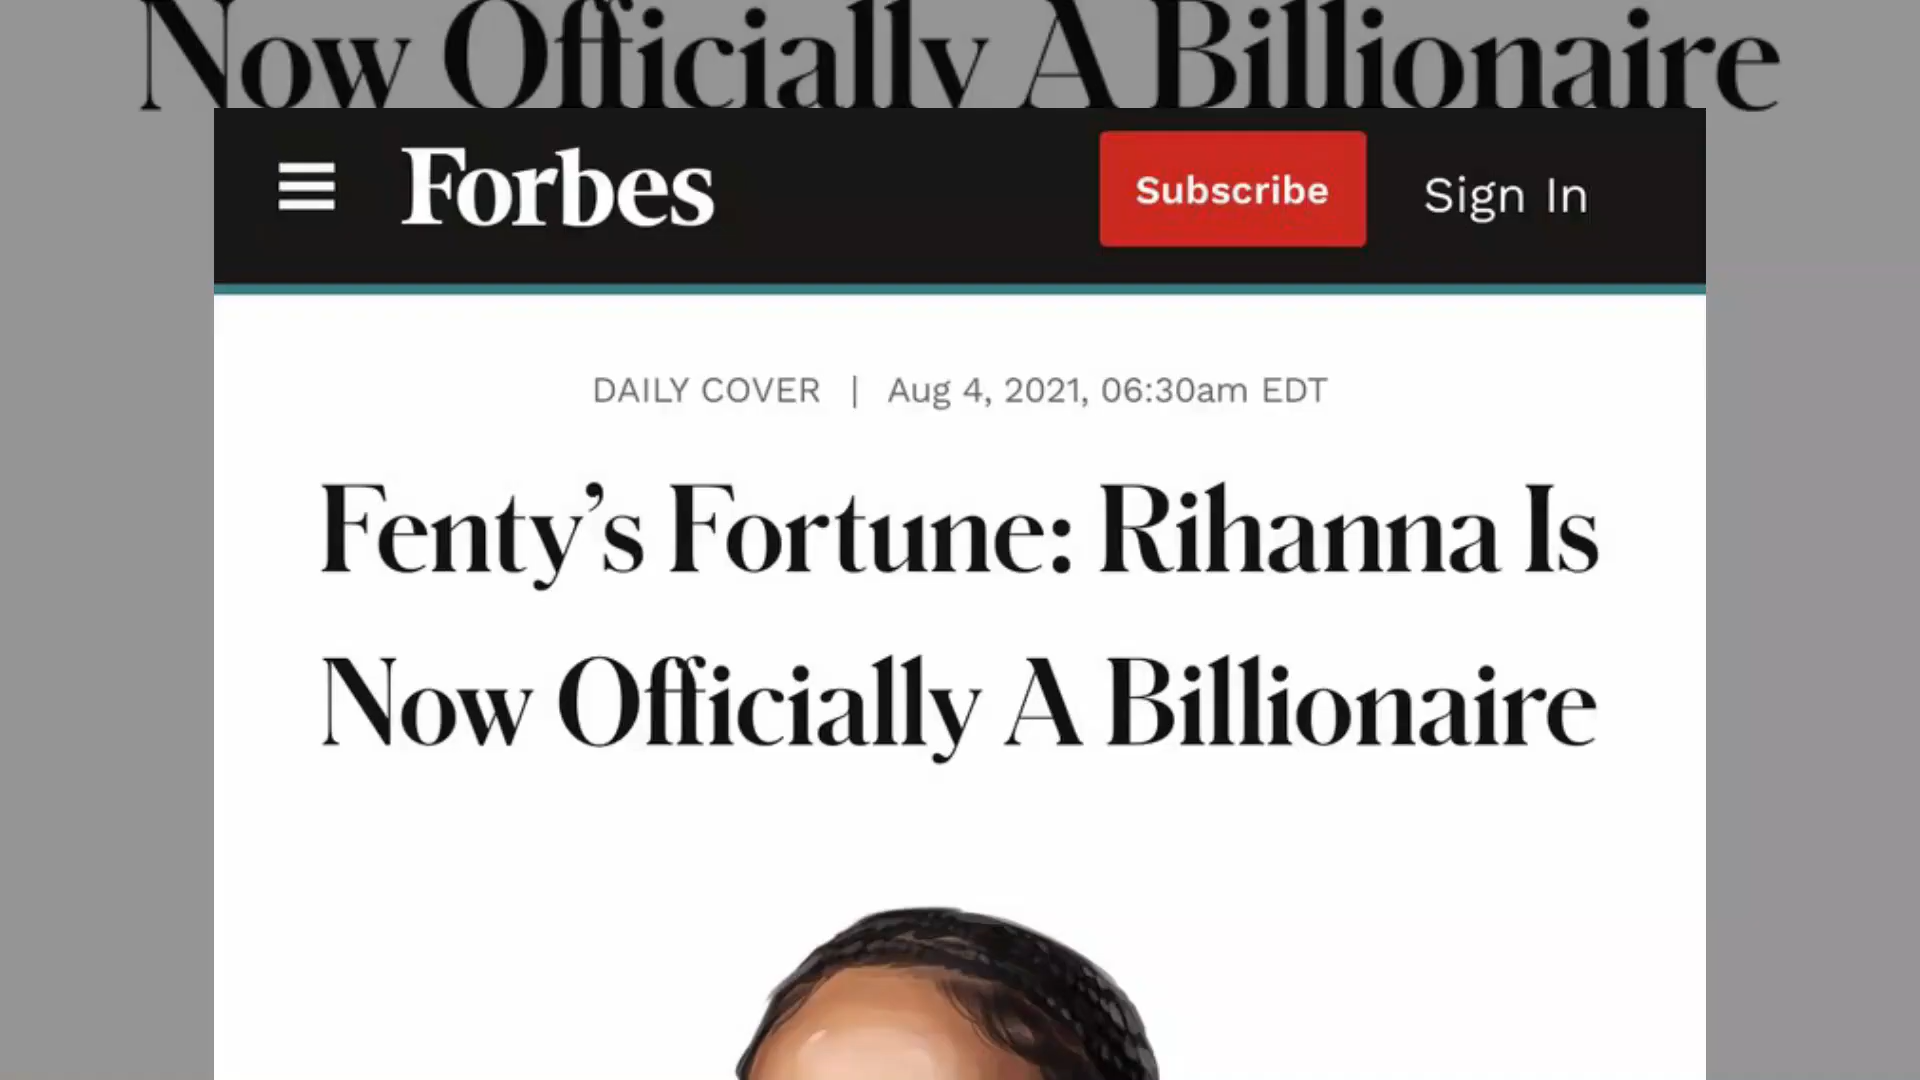 Now Officially A Billionaire
Forbes
Subscribe
Sign In
DAILY COVER | Aug 4, 2021, 06:30am EDT
Fenty’s Fortune: Rihanna Is
Now Officially A Billionaire